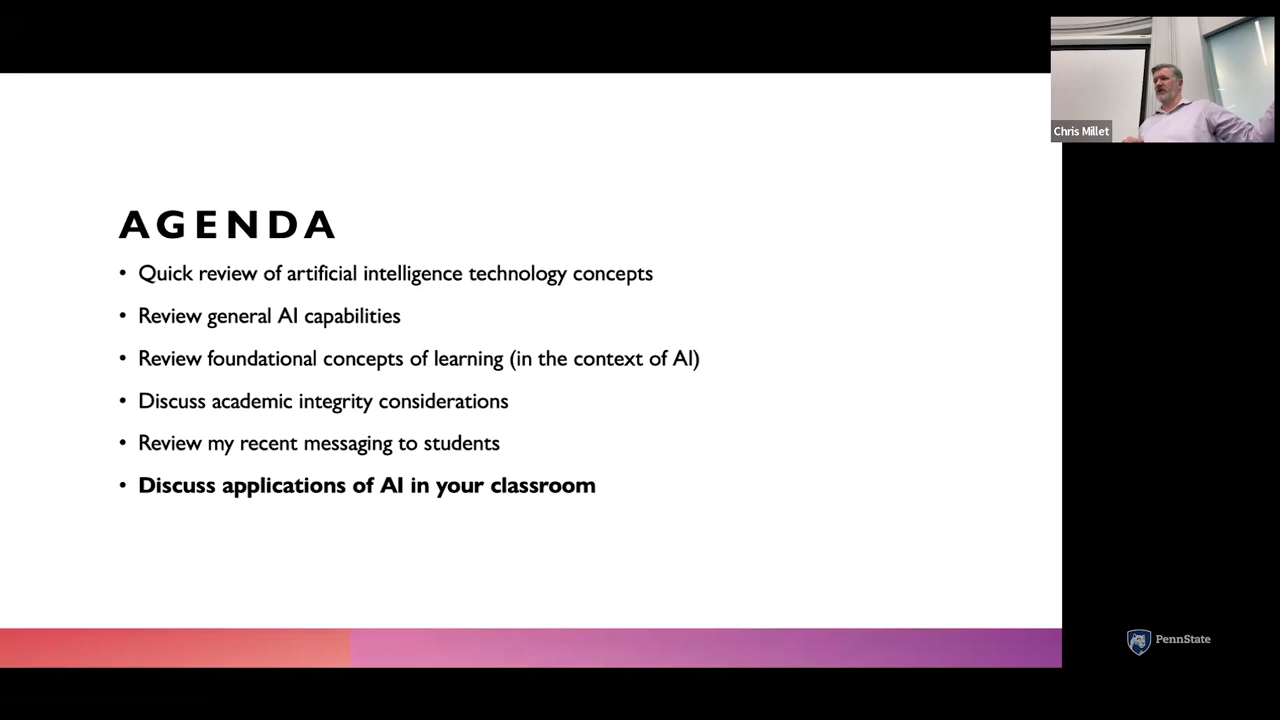 AGENDA
• Quick review of artificial intelligence technology concepts
• Review general AI capabilities
• Review foundational concepts of learning (in the context of AI)
• Discuss academic integrity considerations
• Review my recent messaging to students
• Discuss applications of AI in your classroom
Chris Millet
PennState